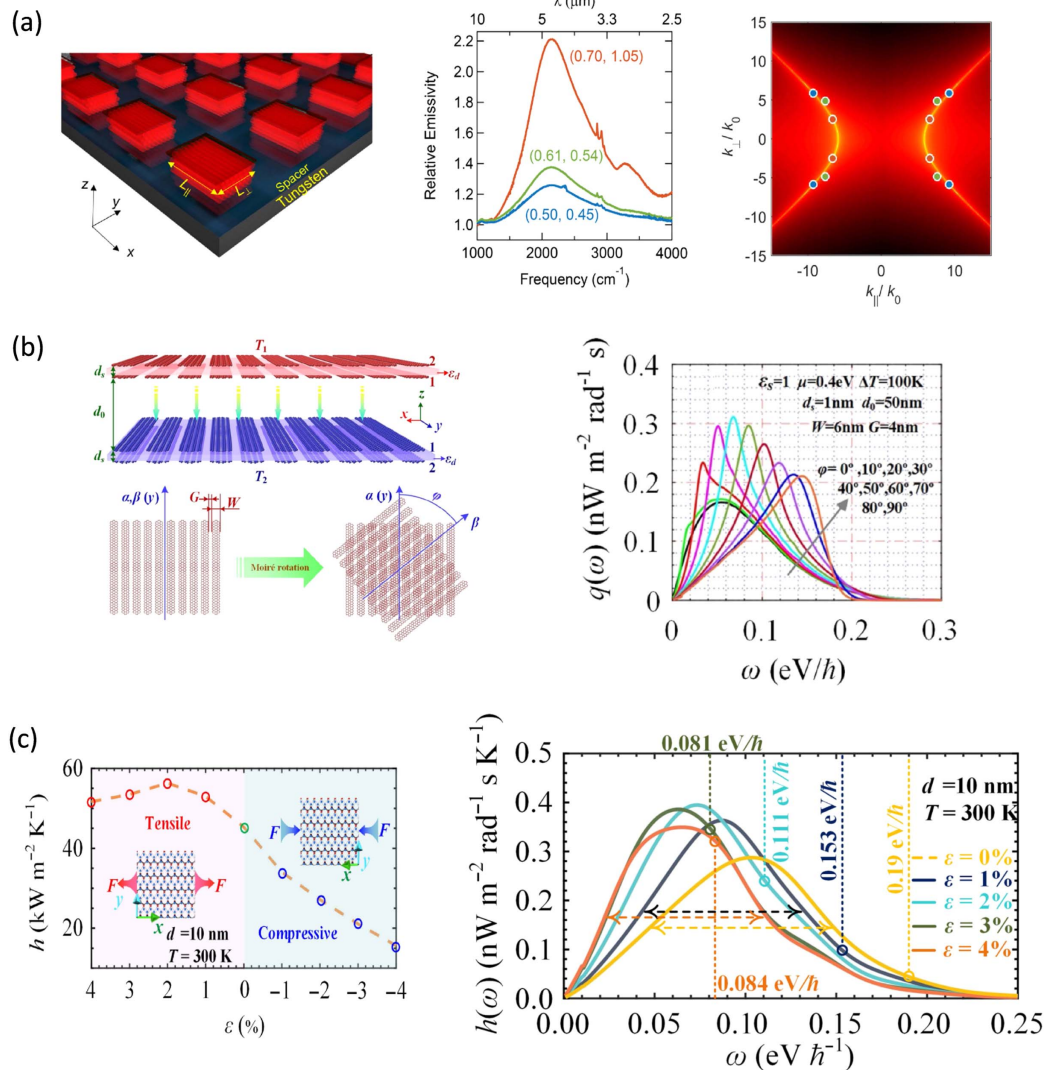 (a)
z
y
x
L∥
L⊥
Spacer
Tungsten
λ (μm)
10 5 3.3 2.5
Relative Emissivity
2.2
2.0
1.8
1.6
1.4
1.2
1.0
(0.70, 1.05)
(0.61, 0.54)
(0.50, 0.45)
1000 2000 3000 4000
Frequency (cm⁻¹)
k⊥/ k₀
15
10
5
0
-5
-10
-15
-10 0 10
k∥/ k₀
(b)
T₁
2
dₛ
ε_d
1
d₀
z
x
y
1
dₛ
ε_d
2
T₂
α,β (y)
G
W
Moiré rotation
α (y)
φ
β
q(ω) (nW m⁻² rad⁻¹ s)
0.4
0.3
0.2
0.1
0
εₛ=1 μ=0.4eV ΔT=100K
dₛ=1nm d₀=50nm
W=6nm G=4nm
φ= 0°,10°,20°,30°
40°,50°,60°,70°
80°,90°
0 0.1 0.2 0.3
ω (eV/ħ)
(c)
h (kW m⁻² K⁻¹)
60
50
40
30
20
Tensile
F
F
y
x
F
F
y
x
d =10 nm
T = 300 K
Compressive
4 3 2 1 0 −1 −2 −3 −4
ε (%)
h(ω) (nW m⁻² rad⁻¹ s K⁻¹)
0.5
0.4
0.3
0.2
0.1
0.0
0.081 eV/ħ
0.111 eV/ħ
0.153 eV/ħ
0.19 eV/ħ
0.084 eV/ħ
d =10 nm
T = 300 K
ε = 0%
ε = 1%
ε = 2%
ε = 3%
ε = 4%
0.00 0.05 0.10 0.15 0.20 0.25
ω (eV ħ⁻¹)